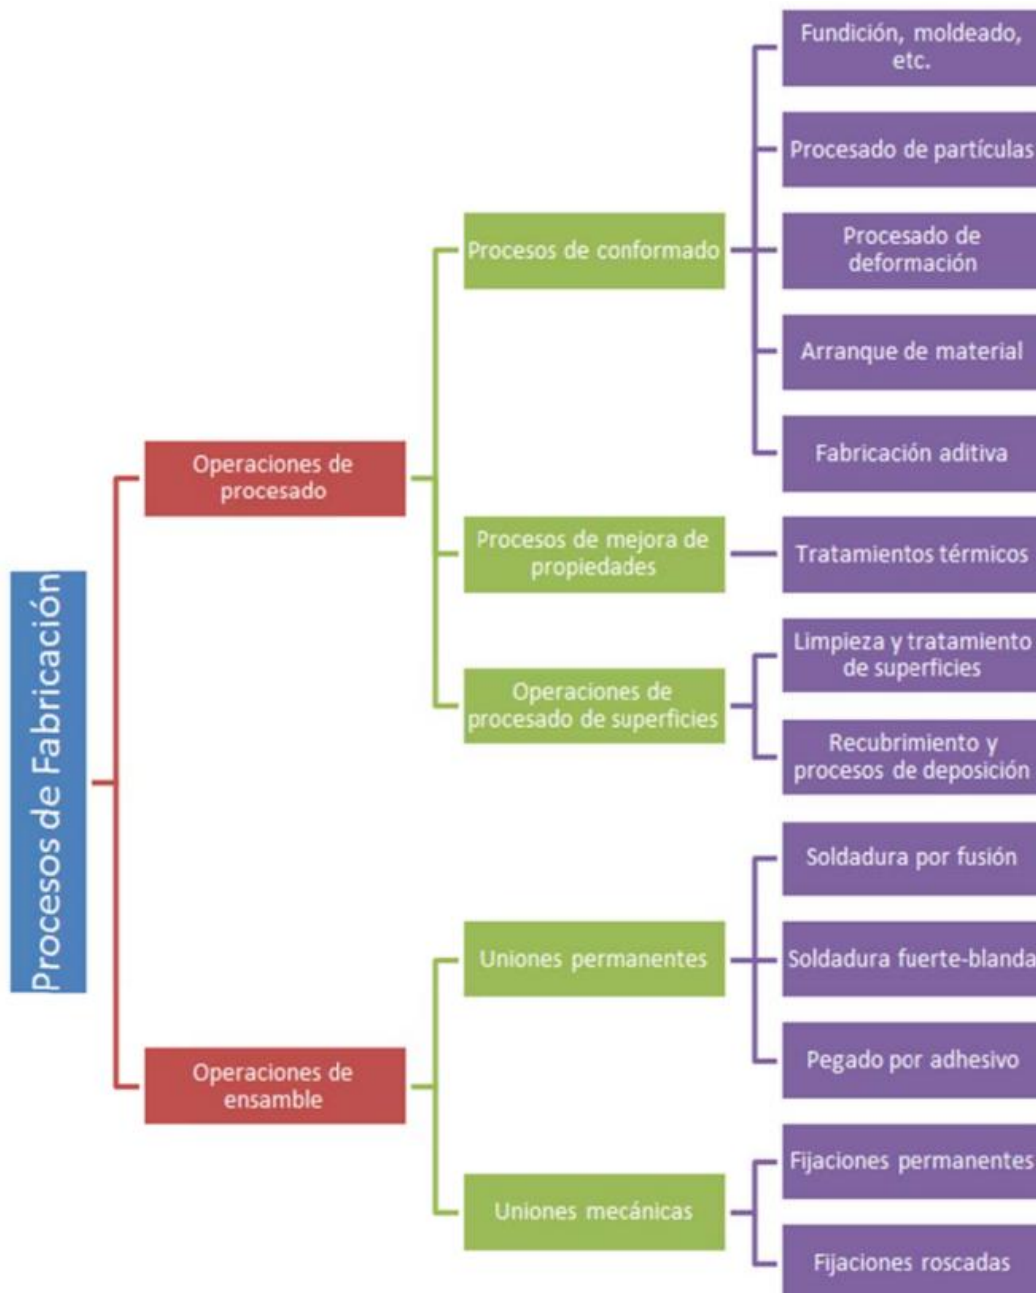 Procesos de Fabricación
Operaciones de
procesado
Procesos de conformado
Fundición, moldeado,
etc.
Procesado de partículas
Procesado de
deformación
Arranque de material
Fabricación aditiva
Procesos de mejora de
propiedades
Tratamientos térmicos
Operaciones de
procesado de superficies
Limpieza y tratamiento
de superficies
Recubrimiento y
procesos de deposición
Operaciones de
ensamble
Uniones permanentes
Soldadura por fusión
Soldadura fuerte-blanda
Pegado por adhesivo
Uniones mecánicas
Fijaciones permanentes
Fijaciones roscadas